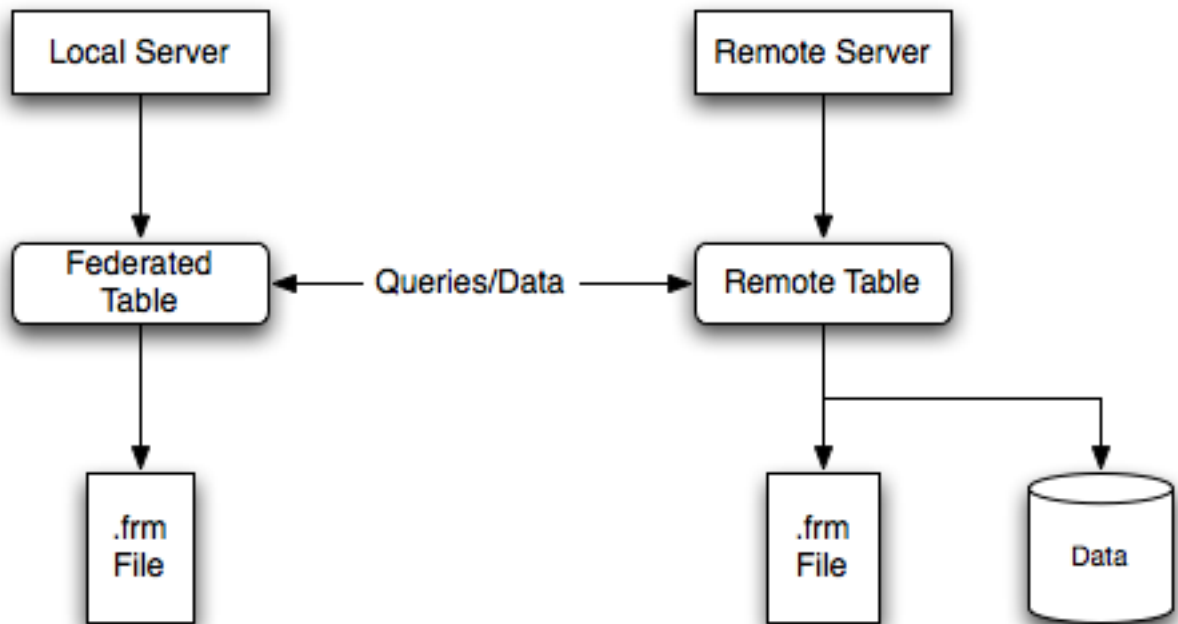 Local Server
Remote Server
Federated
Table
Queries/Data
Remote Table
.frm
File
.frm
File
Data